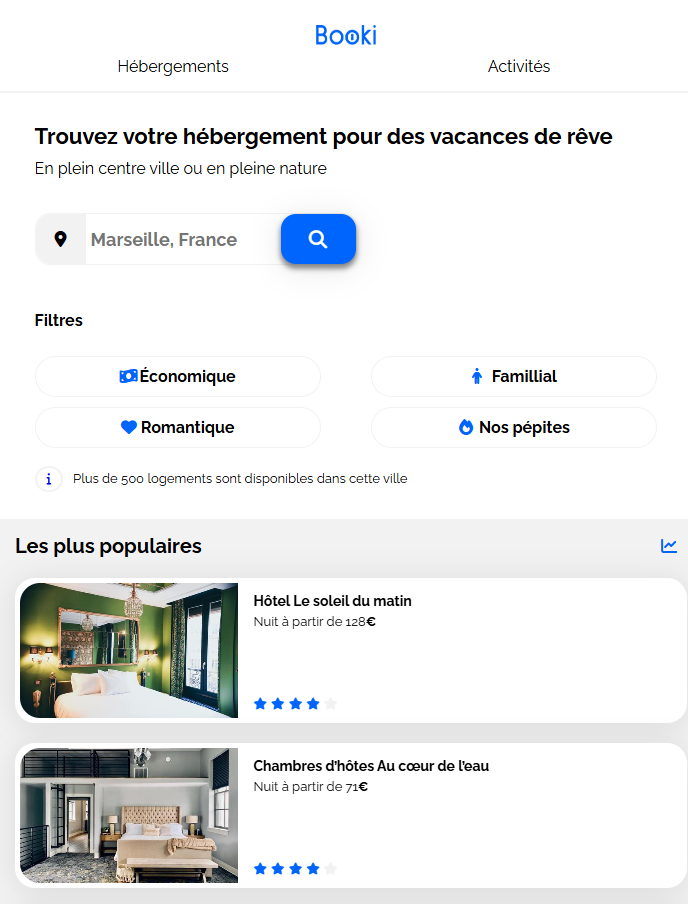 Booki
Hébergements
Activités
Trouvez votre hébergement pour des vacances de rêve
En plein centre ville ou en pleine nature
Marseille, France
Filtres
Économique
Famillial
Romantique
Nos pépites
Plus de 500 logements sont disponibles dans cette ville
Les plus populaires
Hôtel Le soleil du matin
Nuit à partir de 128€
Chambres d'hôtes Au cœur de l'eau
Nuit à partir de 71€